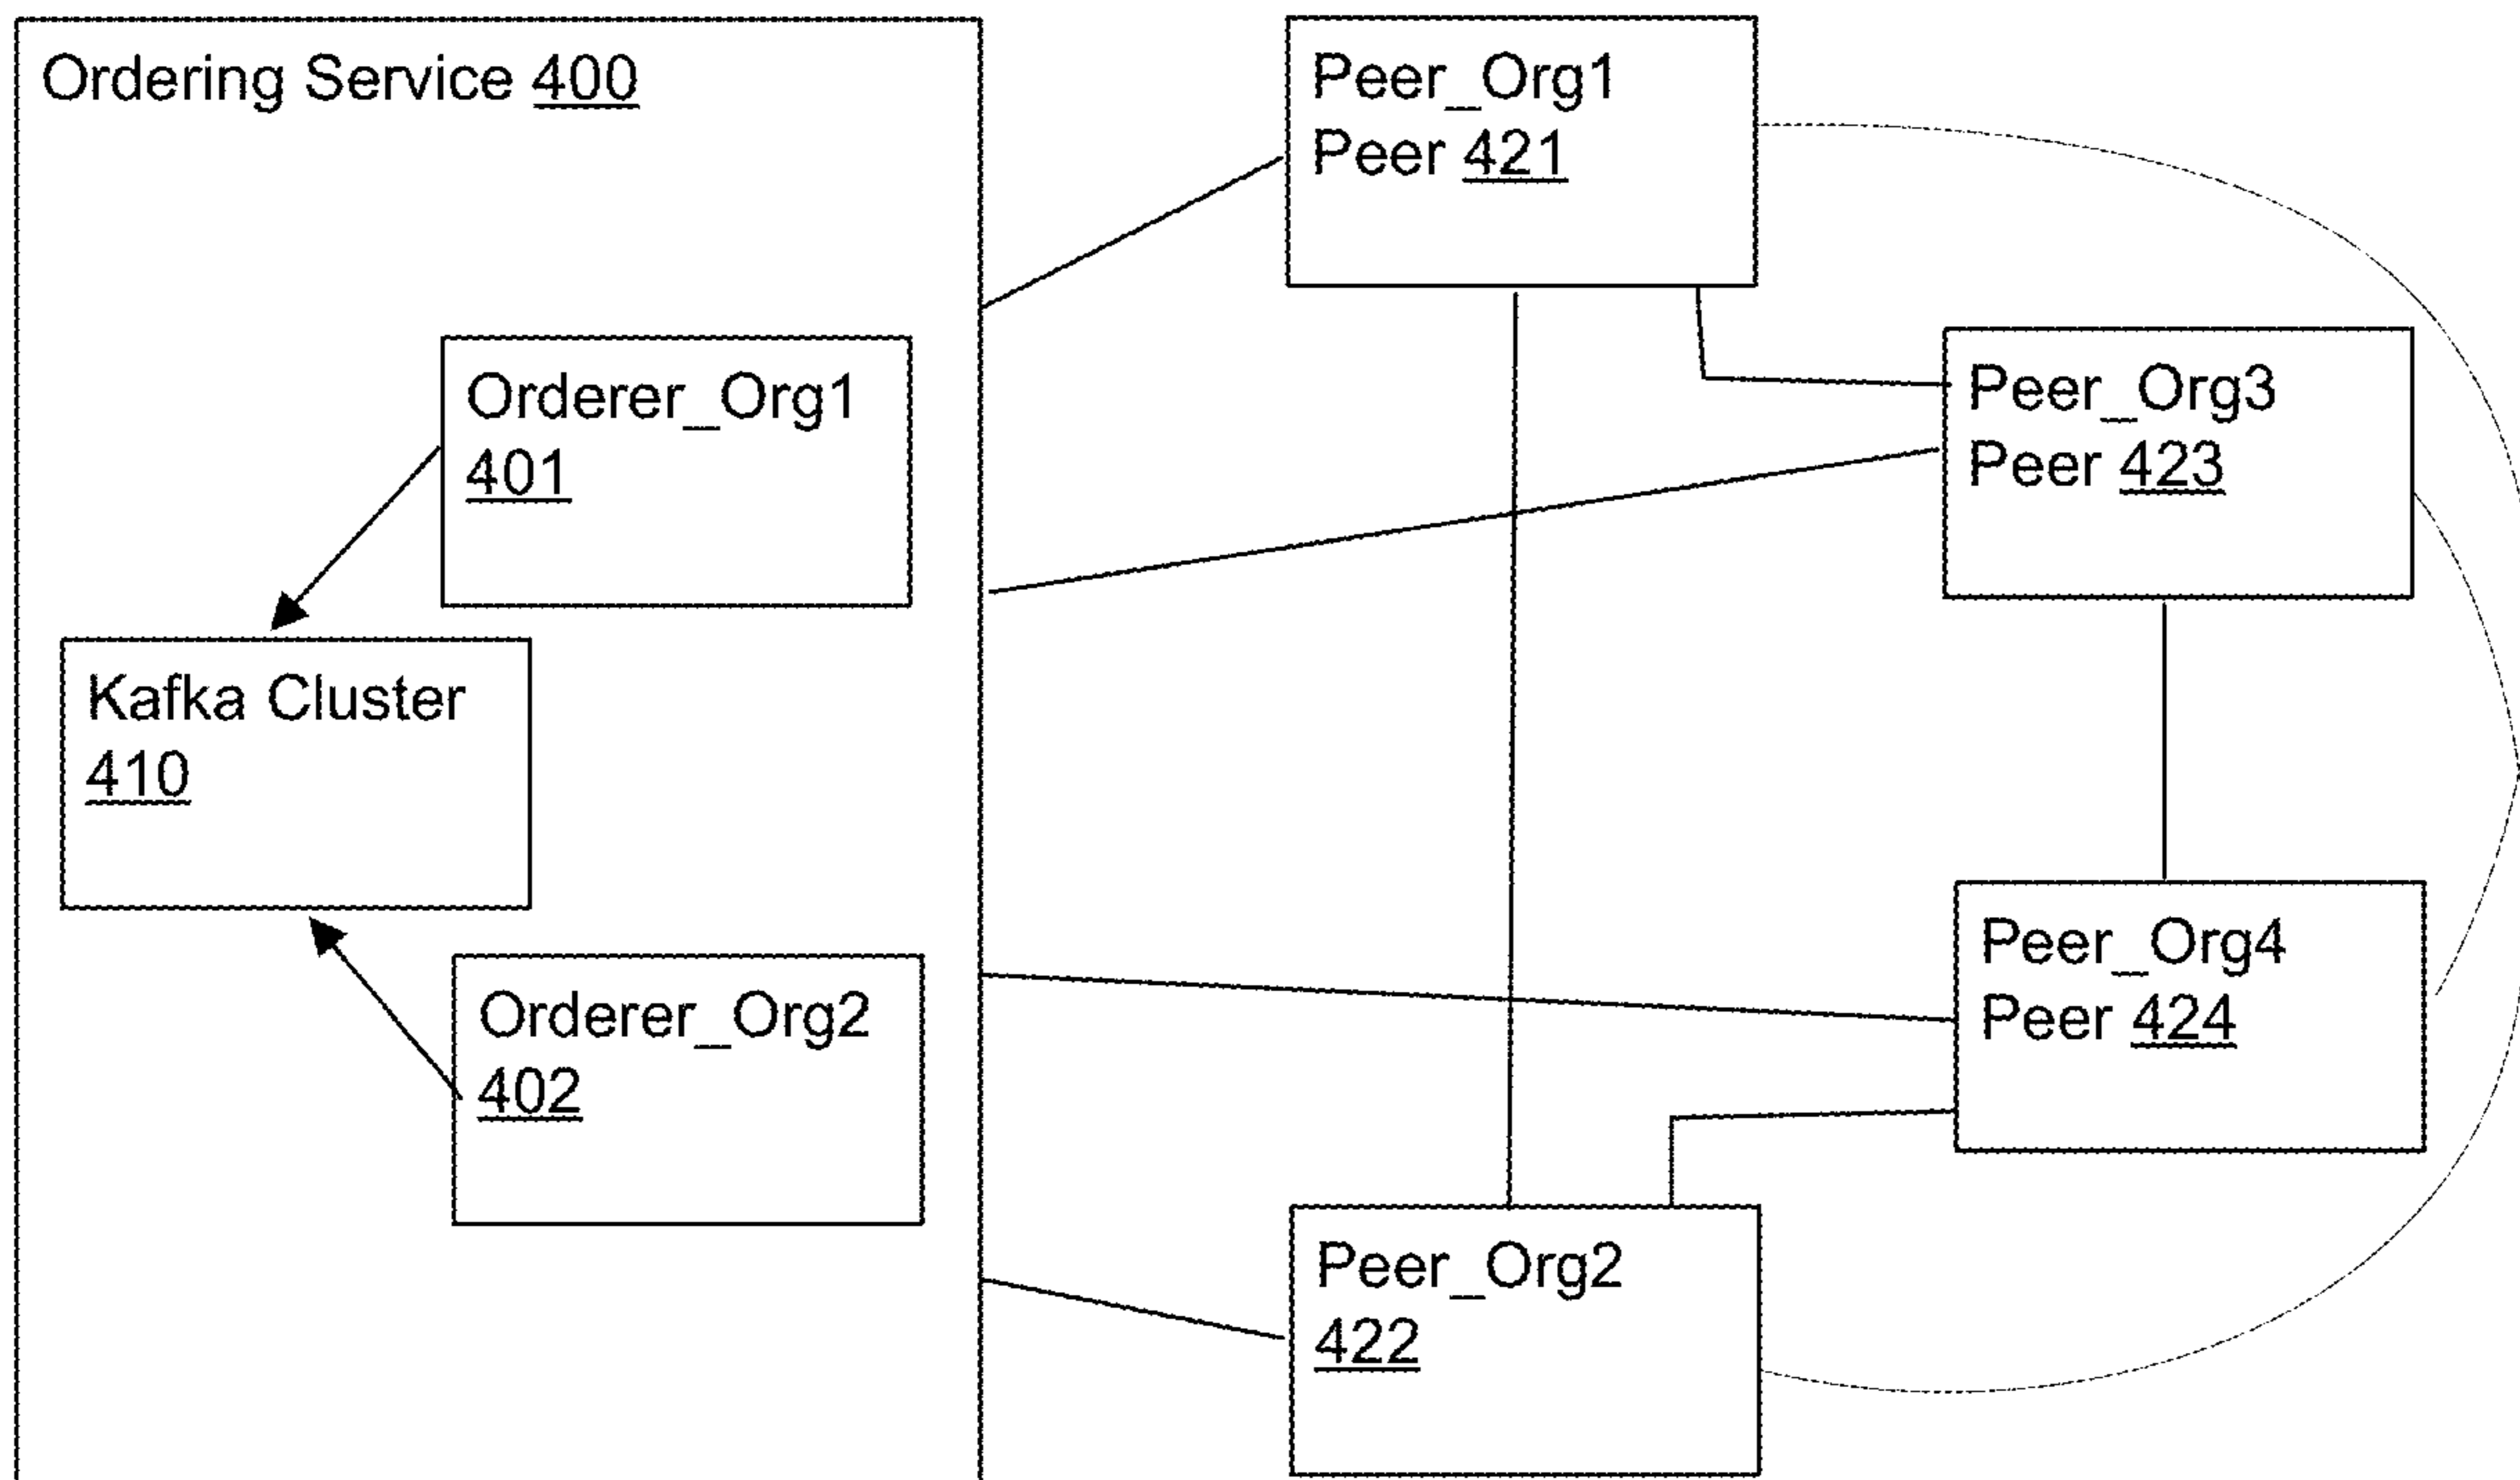 Ordering Service 400
Orderer_Org1
401
Kafka Cluster
410
Orderer_Org2
402
Peer_Org1
Peer 421
Peer_Org3
Peer 423
Peer_Org4
Peer 424
Peer_Org2
422